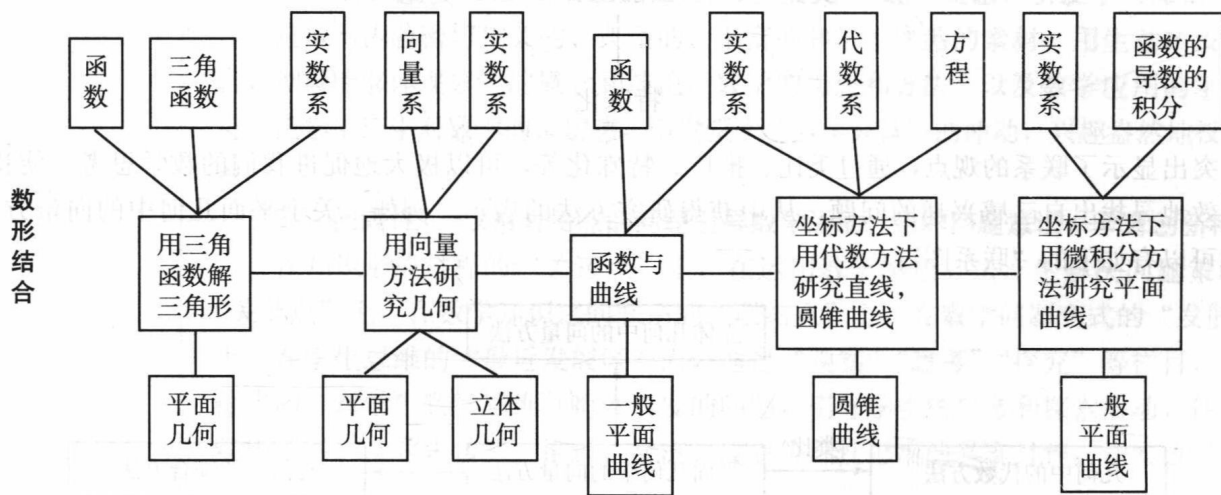 函
数
三角
函数
实
数
系
向
量
系
实
数
系
函
数
实
数
系
代
数
系
方
程
实
数
系
函数的
导数的
积分
数
形
结
合
用三角
函数解
三角形
用向量
方法研
究几何
函数与
曲线
坐标方法下
用代数方法
研究直线，
圆锥曲线
坐标方法下
用微积分方
法研究平面
曲线
平面
几何
平面
几何
立体
几何
一般
平面
曲线
圆锥
曲线
一般
平面
曲线